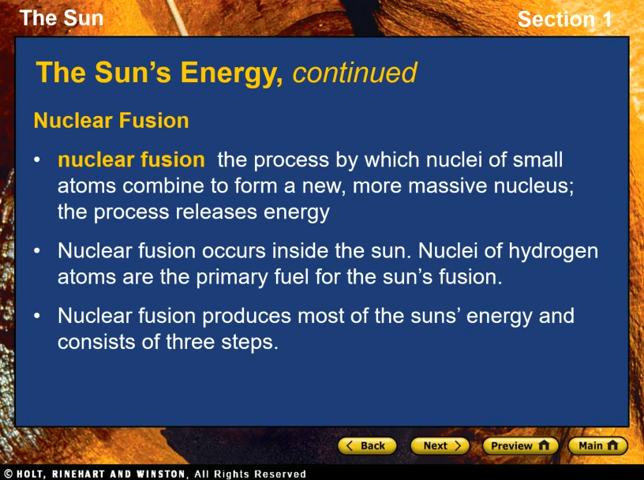 The Sun
Section 1
The Sun's Energy, continued
Nuclear Fusion
• nuclear fusion the process by which nuclei of small
atoms combine to form a new, more massive nucleus;
the process releases energy
• Nuclear fusion occurs inside the sun. Nuclei of hydrogen
atoms are the primary fuel for the sun's fusion.
• Nuclear fusion produces most of the suns' energy and
consists of three steps.
< Back
Next >
Preview
Main
© HOLT, RINEHART AND WINSTON, All Rights Reserved